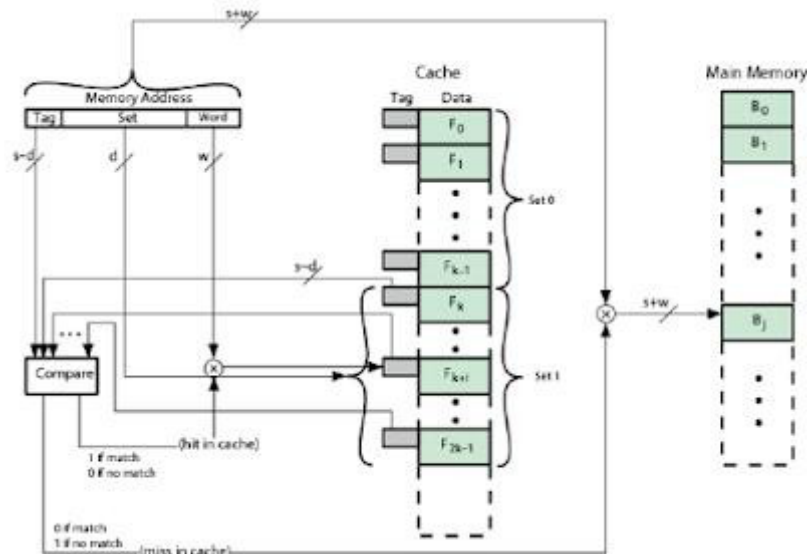 s+w
Cache
Main Memory
Memory Address
Tag
Data
Tag
Set
Word
F0
B0
s–d
d
w
F1
B1
Set 0
s–d
Fk–1
Fk
s+w
Bj
Compare
Fk+i
Set 1
(hit in cache)
F2k–1
1 if match
0 if no match
0 if match
1 if no match
(miss in cache)